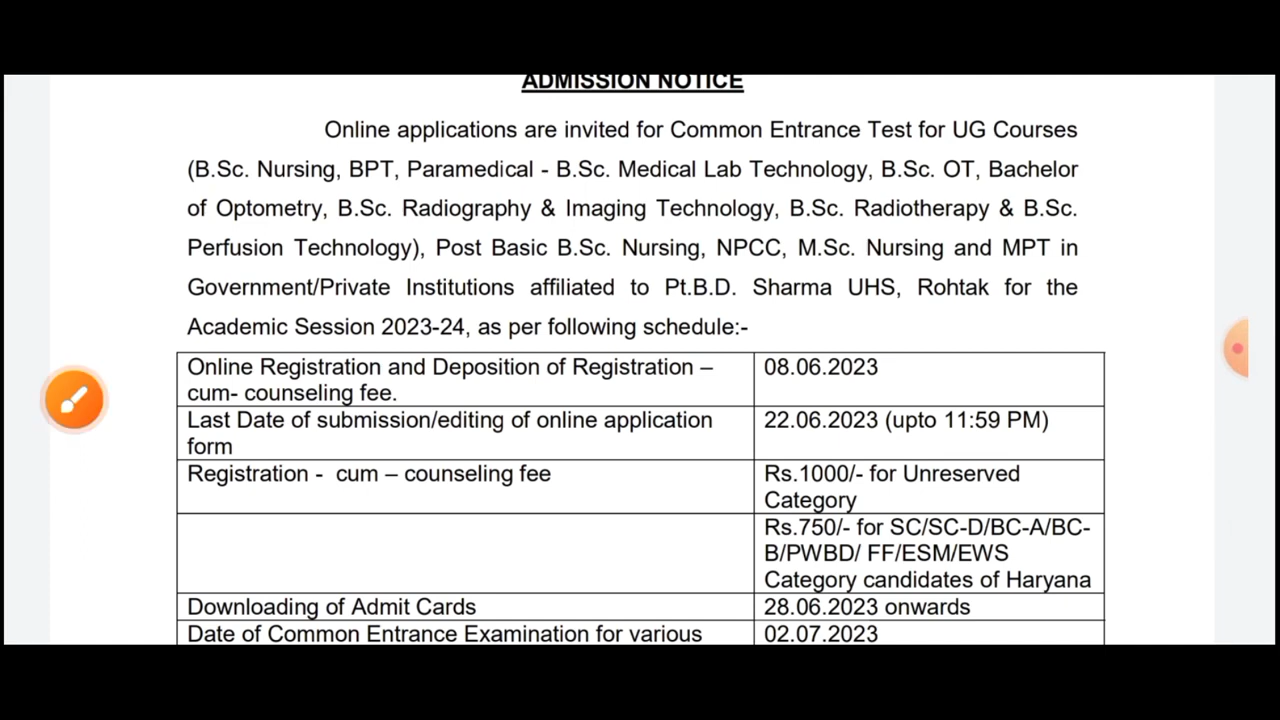 ADMISSION NOTICE
Online applications are invited for Common Entrance Test for UG Courses
(B.Sc. Nursing, BPT, Paramedical - B.Sc. Medical Lab Technology, B.Sc. OT, Bachelor
of Optometry, B.Sc. Radiography & Imaging Technology, B.Sc. Radiotherapy & B.Sc.
Perfusion Technology), Post Basic B.Sc. Nursing, NPCC, M.Sc. Nursing and MPT in
Government/Private Institutions affiliated to Pt.B.D. Sharma UHS, Rohtak for the
Academic Session 2023-24, as per following schedule:-
Online Registration and Deposition of Registration –
cum- counseling fee.
08.06.2023
Last Date of submission/editing of online application
form
22.06.2023 (upto 11:59 PM)
Registration - cum – counseling fee
Rs.1000/- for Unreserved
Category
Rs.750/- for SC/SC-D/BC-A/BC-
B/PWBD/ FF/ESM/EWS
Category candidates of Haryana
Downloading of Admit Cards
28.06.2023 onwards
Date of Common Entrance Examination for various
02.07.2023